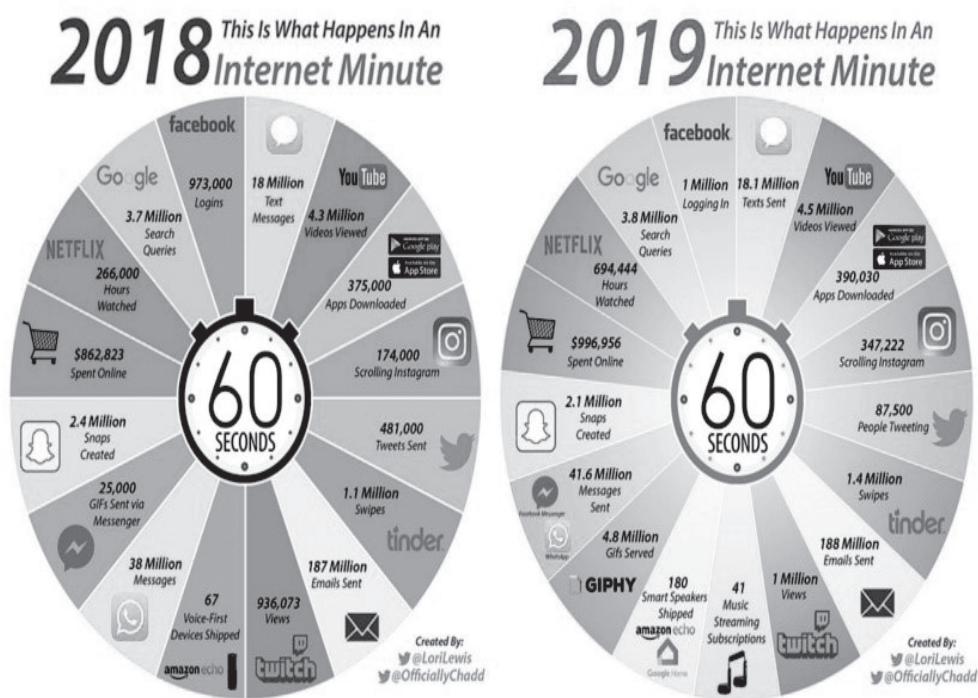 2018 This Is What Happens In An
Internet Minute
facebook
973,000
Logins
18 Million
Text
Messages
YouTube
4.3 Million
Videos Viewed
Google play
App Store
375,000
Apps Downloaded
174,000
Scrolling Instagram
481,000
Tweets Sent
1.1 Million
Swipes
tinder
187 Million
Emails Sent
936,073
Views
twitch
67
Voice-First
Devices Shipped
amazon echo
38 Million
Messages
25,000
GIFs Sent via
Messenger
2.4 Million
Snaps
Created
$862,823
Spent Online
NETFLIX
266,000
Hours
Watched
Google
3.7 Million
Search
Queries
60
SECONDS
Created By:
@LoriLewis
@OfficiallyChadd
2019 This Is What Happens In An
Internet Minute
facebook
1 Million
Logging In
18.1 Million
Texts Sent
YouTube
4.5 Million
Videos Viewed
Google play
App Store
390,030
Apps Downloaded
347,222
Scrolling Instagram
87,500
People Tweeting
1.4 Million
Swipes
tinder
188 Million
Emails Sent
1 Million
Views
twitch
41
Music
Streaming
Subscriptions
180
Smart Speakers
Shipped
amazon echo
Google Home
4.8 Million
Gifs Served
GIPHY
41.6 Million
Messages
Sent
Facebook Messenger
WhatsApp
2.1 Million
Snaps
Created
$996,956
Spent Online
NETFLIX
694,444
Hours
Watched
Google
3.8 Million
Search
Queries
60
SECONDS
Created By:
@LoriLewis
@OfficiallyChadd